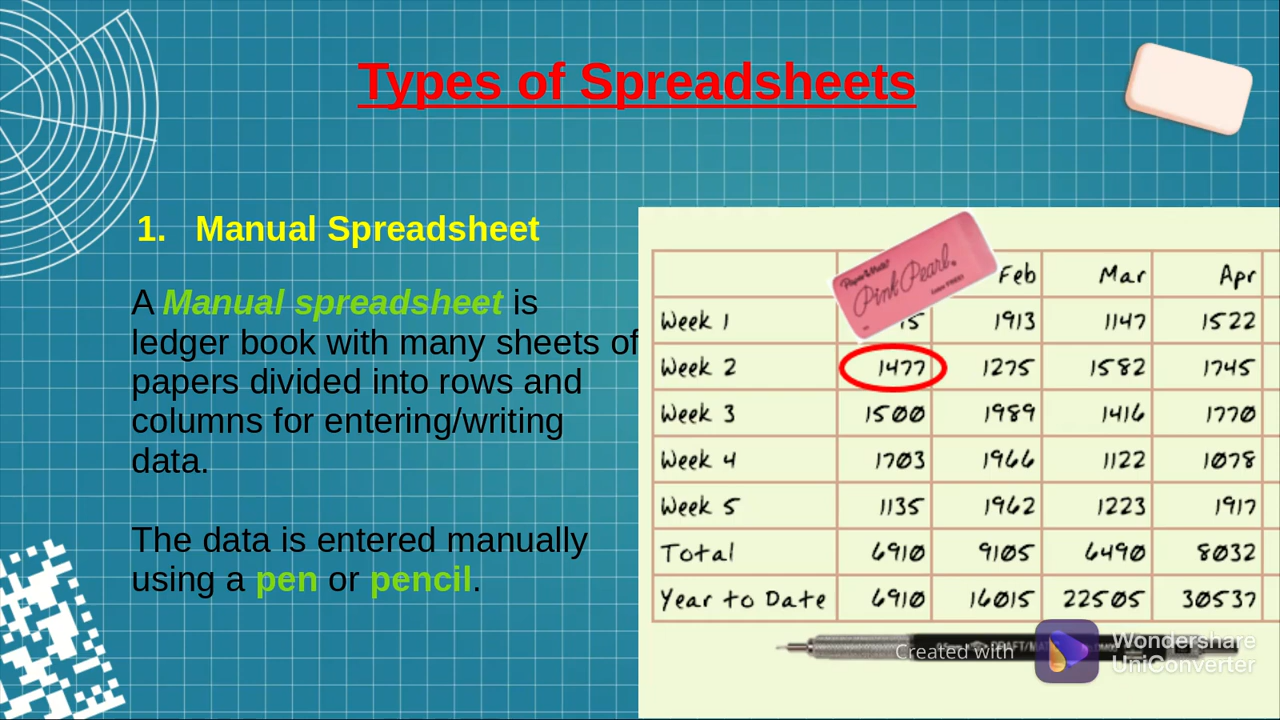 Types of Spreadsheets
1. Manual Spreadsheet
A Manual spreadsheet is
ledger book with many sheets of
papers divided into rows and
columns for entering/writing
data.
The data is entered manually
using a pen or pencil.
Paper Mate
Pink Pearl
Feb Mar Apr
Week 1 15 1913 1147 1522
Week 2 1477 1275 1582 1745
Week 3 1500 1989 1416 1770
Week 4 1703 1966 1122 1078
Week 5 1135 1962 1223 1917
Total 6910 9105 6490 8032
Year to Date 6910 16015 22505 30537
Created with
Wondershare
UniConverter